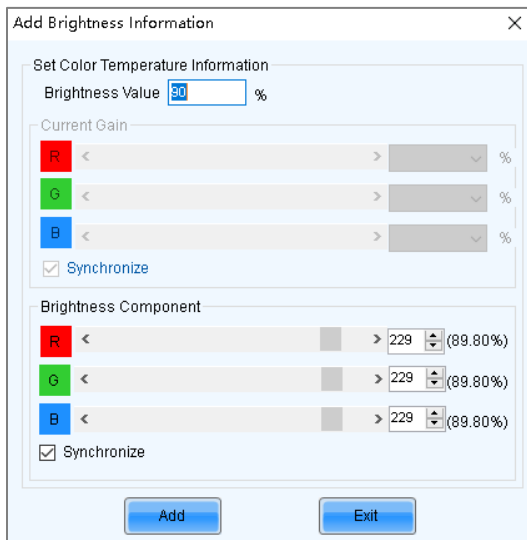 Add Brightness Information
Set Color Temperature Information
Brightness Value 90 %
Current Gain
R %
G %
B %
Synchronize
Brightness Component
R 229 (89.80%)
G 229 (89.80%)
B 229 (89.80%)
Synchronize
Add Exit